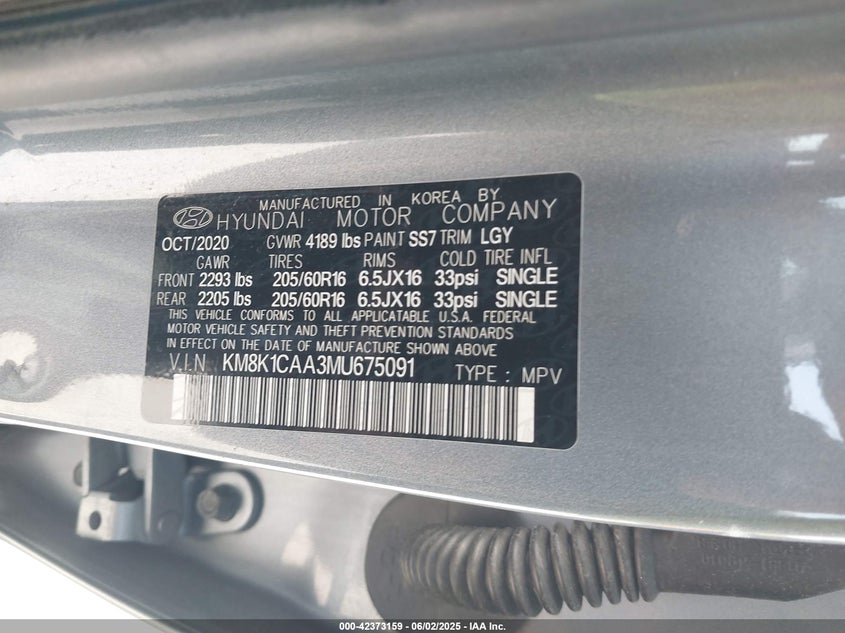 MANUFACTURED IN KOREA BY
HYUNDAI MOTOR COMPANY
OCT/2020 GVWR 4189 lbs PAINT SS7 TRIM LGY
GAWR TIRES RIMS COLD TIRE INFL
FRONT 2293 lbs 205/60R16 6.5JX16 33psi SINGLE
REAR 2205 lbs 205/60R16 6.5JX16 33psi SINGLE
THIS VEHICLE CONFORMS TO ALL APPLICATABLE U.S.A. FEDERAL
MOTOR VEHICLE SAFETY AND THEFT PREVENTION STANDARDS
IN EFFECT ON THE DATE OF MANUFACTURE SHOWN ABOVE
V.I.N KM8K1CAA3MU675091 TYPE : MPV
000-42373159 - 06/02/2025 - IAA Inc.